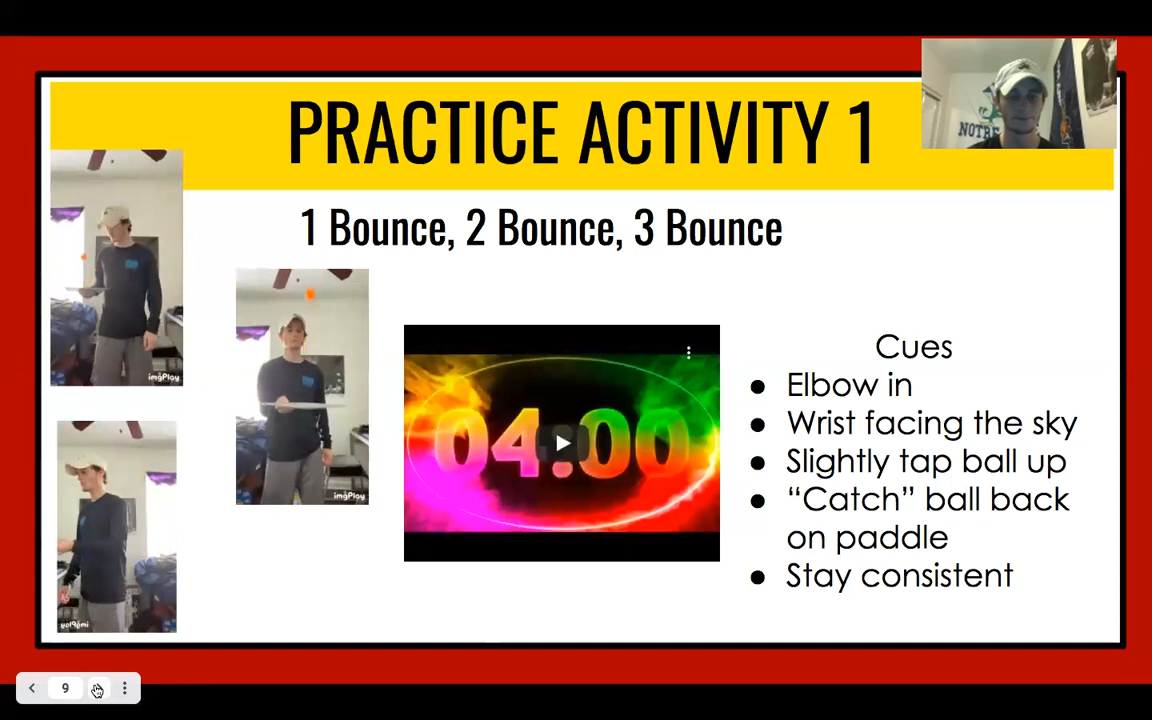 PRACTICE ACTIVITY 1
NOTRE
1 Bounce, 2 Bounce, 3 Bounce
imgPlay
imgPlay
imgPlay
04:00
Cues
● Elbow in
● Wrist facing the sky
● Slightly tap ball up
● “Catch” ball back
on paddle
● Stay consistent
9